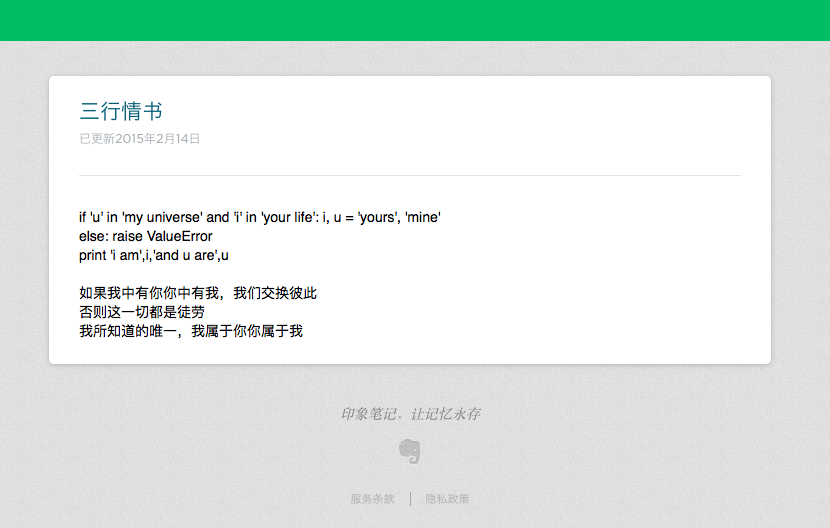 三行情书
已更新2015年2月14日
if 'u' in 'my universe' and 'i' in 'your life': i, u = 'yours', 'mine'
else: raise ValueError
print 'i am',i,'and u are',u
如果我中有你你中有我，我们交换彼此
否则这一切都是徒劳
我所知道的唯一，我属于你你属于我
印象笔记。让记忆永存
服务条款 | 隐私政策